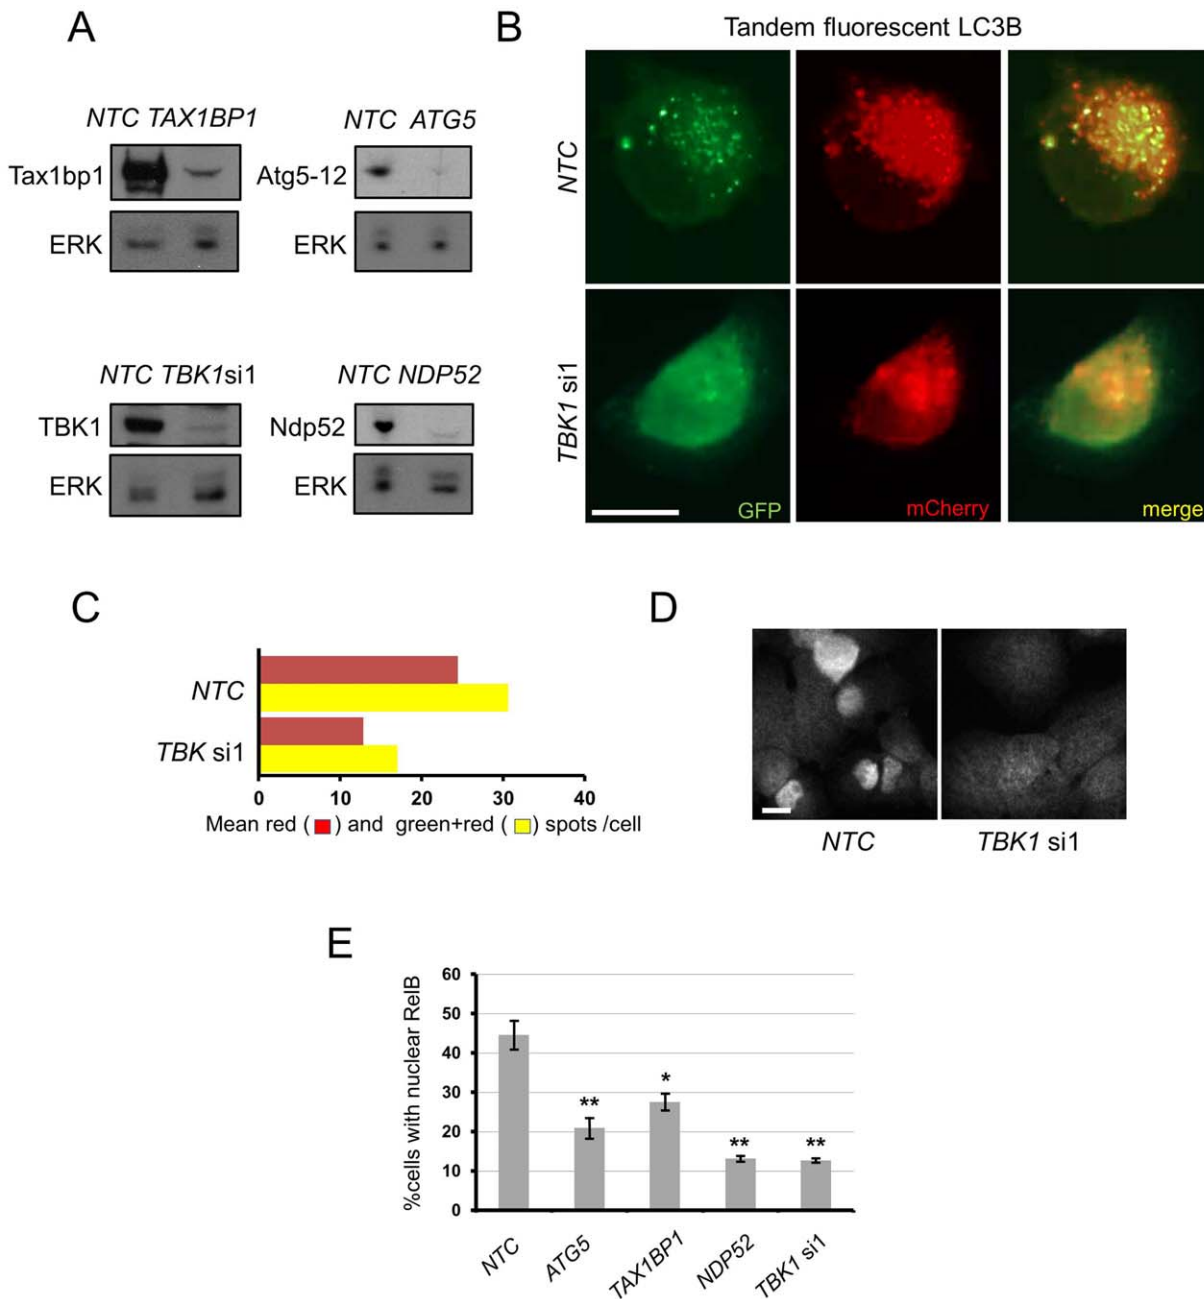 A
NTC TAX1BP1
Tax1bp1
ERK
NTC ATG5
Atg5-12
ERK
NTC TBK1si1
TBK1
ERK
NTC NDP52
Ndp52
ERK
B
Tandem fluorescent LC3B
NTC
TBK1 si1
GFP
mCherry
merge
C
NTC
TBK si1
0 10 20 30 40
Mean red ( ) and green+red ( ) spots /cell
D
NTC
TBK1 si1
E
%cells with nuclear RelB
60
50
40
30
20
10
0
** * ** **
NTC ATG5 TAX1BP1 NDP52 TBK1 si1